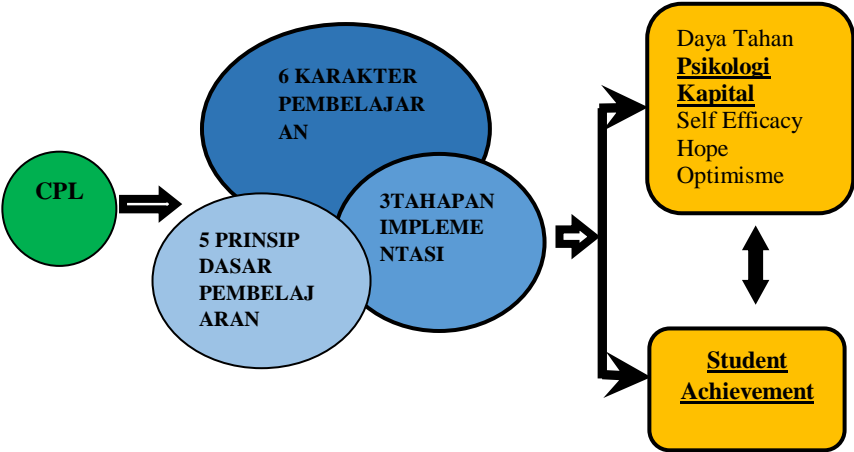 CPL
6 KARAKTER
PEMBELAJAR
AN
5 PRINSIP
DASAR
PEMBELAJ
ARAN
3TAHAPAN
IMPLEME
NTASI
Daya Tahan
Psikologi
Kapital
Self Efficacy
Hope
Optimisme
Student
Achievement